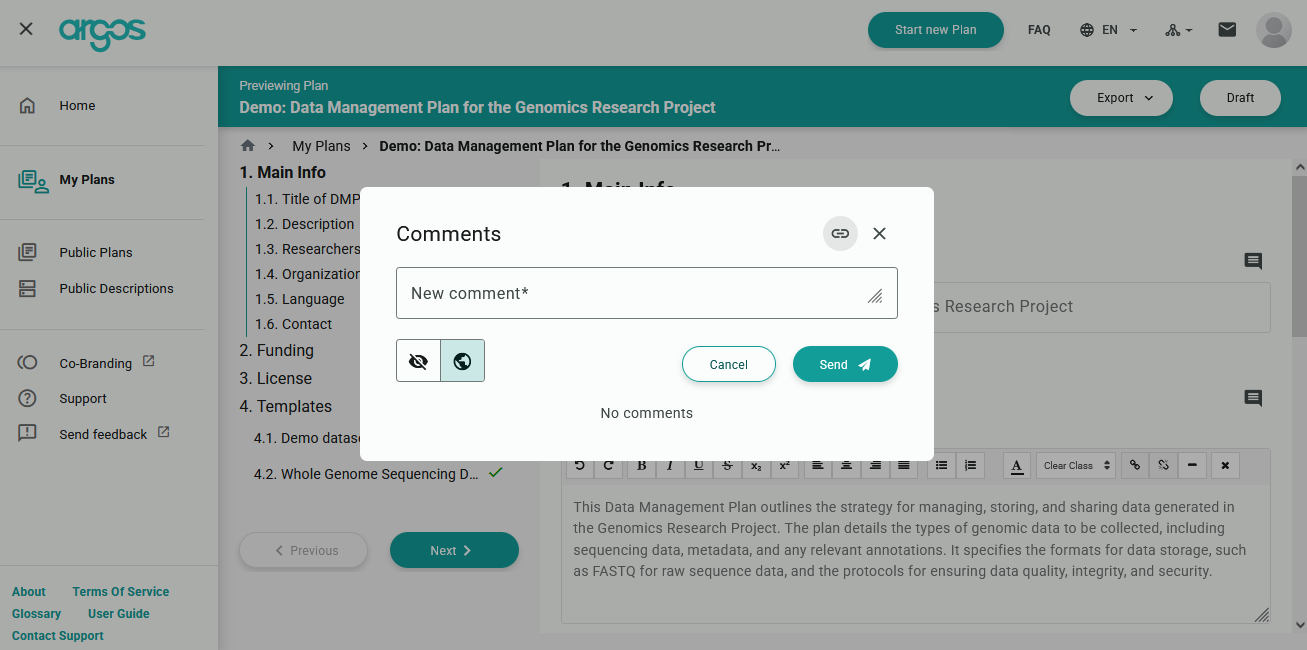 argos
Start new Plan
FAQ
EN
Home
My Plans
Public Plans
Public Descriptions
Co-Branding
Support
Send feedback
About Terms Of Service
Glossary User Guide
Contact Support
Previewing Plan
Demo: Data Management Plan for the Genomics Research Project
Export
Draft
My Plans
Demo: Data Management Plan for the Genomics Research Pr…
1. Main Info
1.1. Title of DMP
1.2. Description
1.3. Researchers
1.4. Organization
1.5. Language
1.6. Contact
2. Funding
3. License
4. Templates
4.1. Demo datase
4.2. Whole Genome Sequencing D…
Previous
Next
1. Main Info
s Research Project
Comments
New comment*
Cancel
Send
No comments
B I U S x₂ x² A Clear Class
This Data Management Plan outlines the strategy for managing, storing, and sharing data generated in
the Genomics Research Project. The plan details the types of genomic data to be collected, including
sequencing data, metadata, and any relevant annotations. It specifies the formats for data storage, such
as FASTQ for raw sequence data, and the protocols for ensuring data quality, integrity, and security.